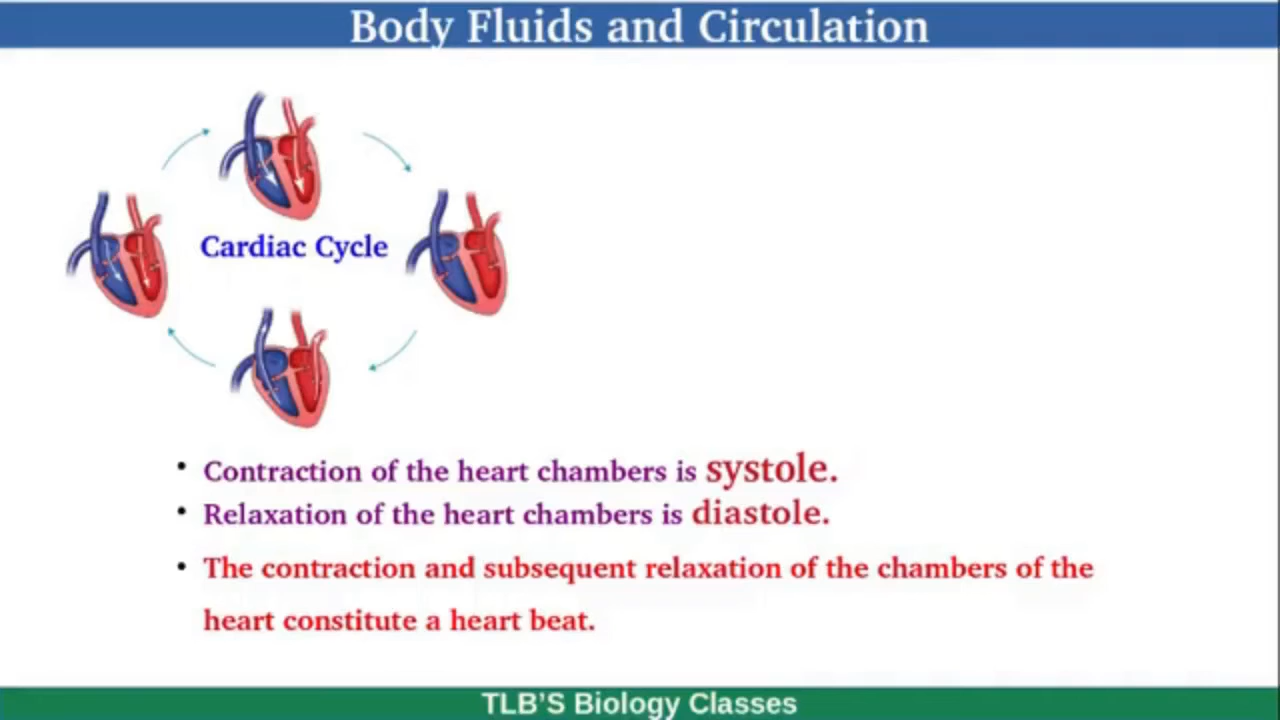 Body Fluids and Circulation
Cardiac Cycle
• Contraction of the heart chambers is systole.
• Relaxation of the heart chambers is diastole.
• The contraction and subsequent relaxation of the chambers of the
heart constitute a heart beat.
TLB'S Biology Classes